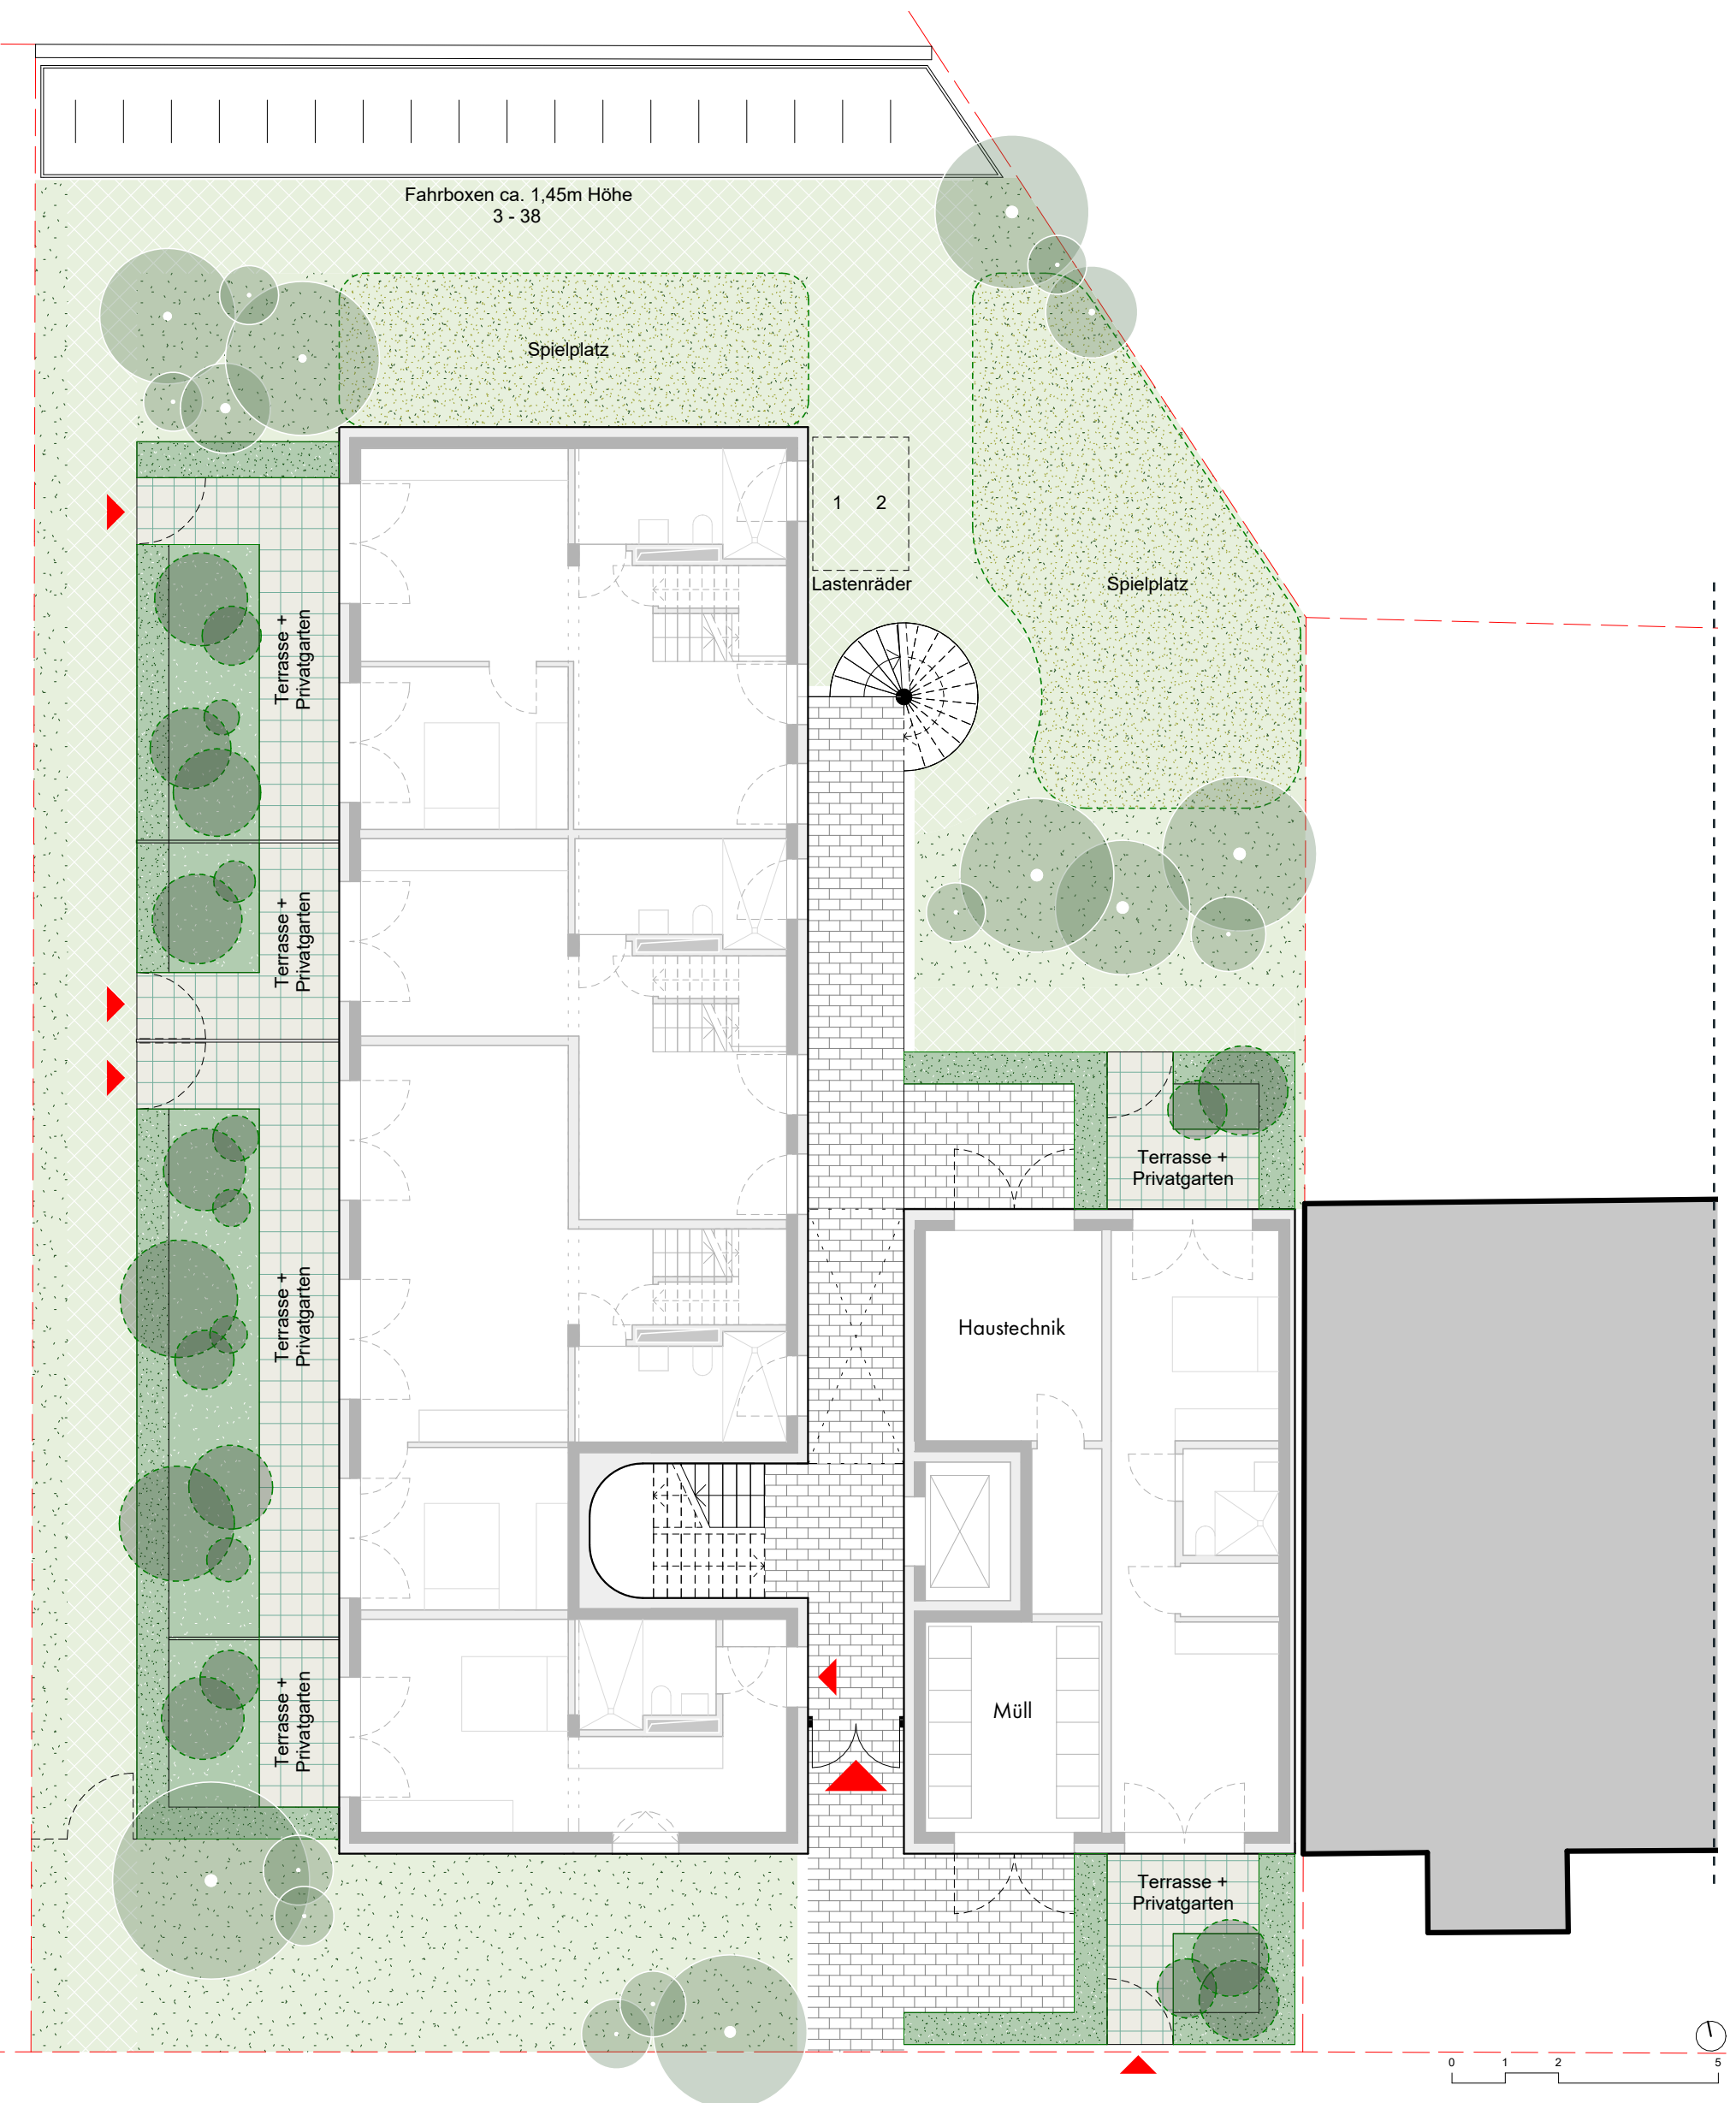 Fahrboxen ca. 1,45m Höhe
3 - 38
Spielplatz
1 2
Lastenräder
Spielplatz
Terrasse +
Privatgarten
Terrasse +
Privatgarten
Terrasse +
Privatgarten
Haustechnik
Terrasse +
Privatgarten
Terrasse +
Privatgarten
Müll
Terrasse +
Privatgarten
0 1 2 5